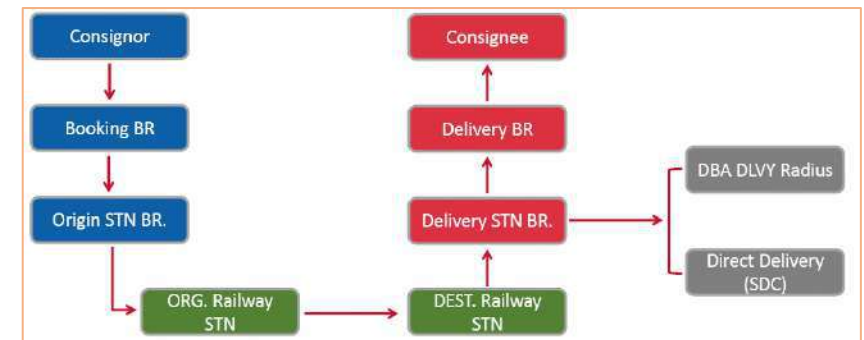 Consignor
Consignee
Booking BR
Delivery BR
DBA DLVY Radius
Origin STN BR.
Delivery STN BR.
Direct Delivery
(SDC)
ORG. Railway
STN
DEST. Railway
STN